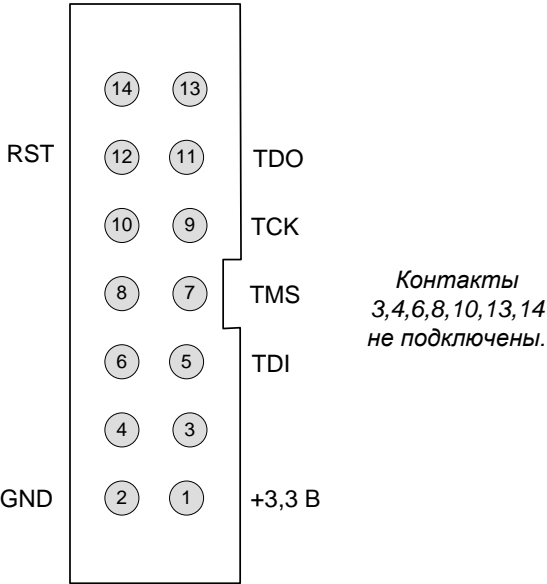 14 13
RST 12 11 TDO
10 9 TCK
8 7 TMS
6 5 TDI
4 3
GND 2 1 +3,3 В
Контакты
3,4,6,8,10,13,14
не подключены.